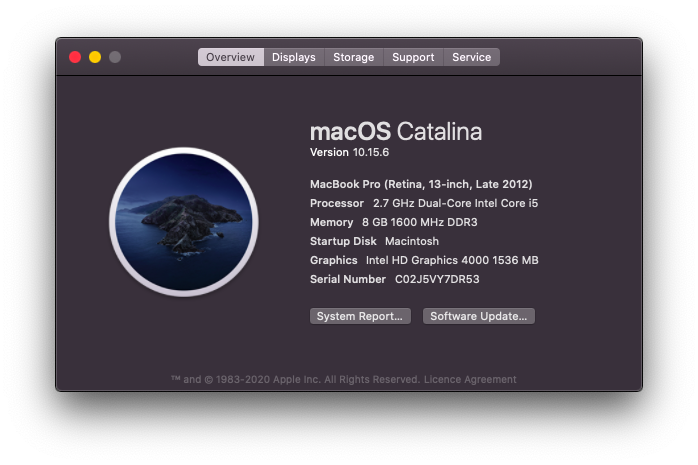 Overview Displays Storage Support Service
macOS Catalina
Version 10.15.6
MacBook Pro (Retina, 13-inch, Late 2012)
Processor 2.7 GHz Dual-Core Intel Core i5
Memory 8 GB 1600 MHz DDR3
Startup Disk Macintosh
Graphics Intel HD Graphics 4000 1536 MB
Serial Number C02J5VY7DR53
System Report... Software Update...
™ and © 1983-2020 Apple Inc. All Rights Reserved. Licence Agreement